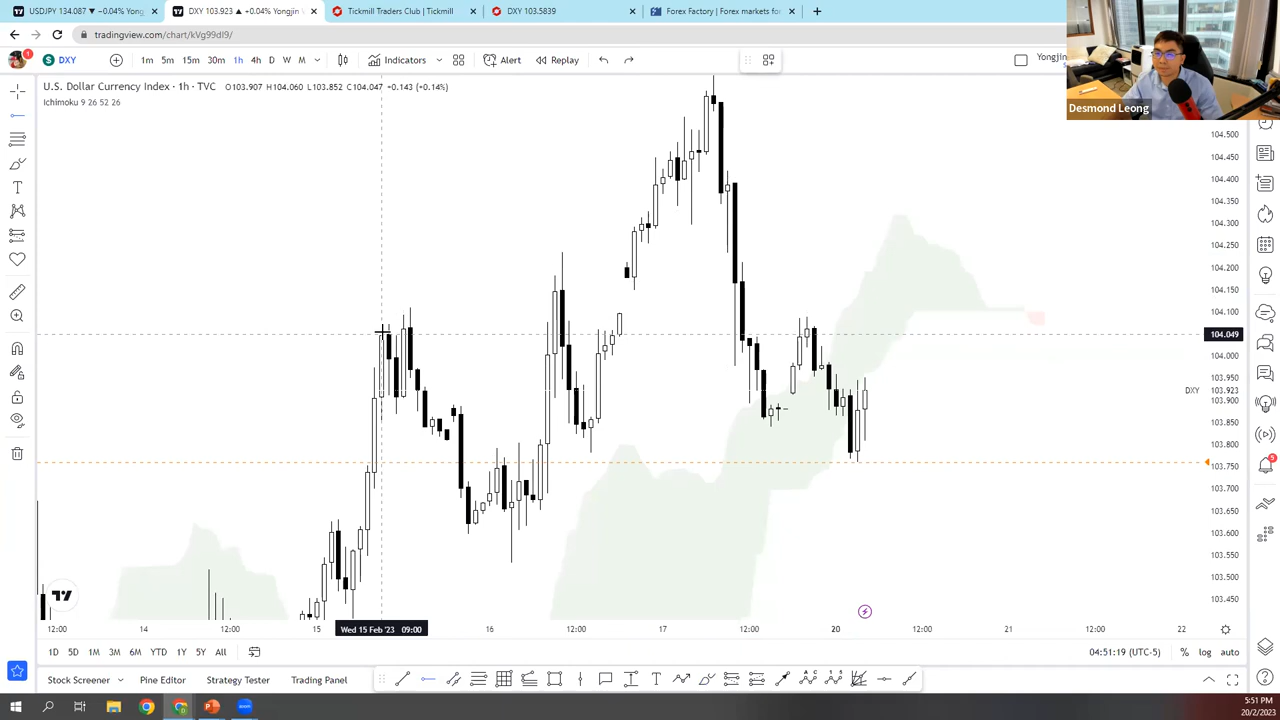 USDJPY 134.087 ▼ −0.04% Yong
DXY 103.923 ▲ +0.04% Yongjin
Tickmill Traders Club | Tickmill
DXY 103.5839
Forex Factory | Forex markets fo
tradingview.com/chart/kVg99dI9/
1
DXY
1m 5m 15m 30m 1h 4h D W M
Indicators
Alert
Replay
Yongjin
Desmond Leong
U.S. Dollar Currency Index · 1h · TVC O103.907 H104.060 L103.852 C104.047 +0.143 (+0.14%)
Ichimoku 9 26 52 26
104.500
104.450
104.400
104.350
104.300
104.250
104.200
104.150
104.100
104.049
104.000
103.950
DXY 103.923
103.900
103.850
103.800
103.750
103.700
103.650
103.600
103.550
103.500
103.450
5
12:00 14 12:00 15 Wed 15 Feb '23 09:00 16 12:00 17 12:00 20 12:00 21 12:00 22
1D 5D 1M 3M 6M YTD 1Y 5Y All
04:51:19 (UTC-5) % log auto
Stock Screener Pine Editor Strategy Tester Trading Panel
5:51 PM
20/2/2023